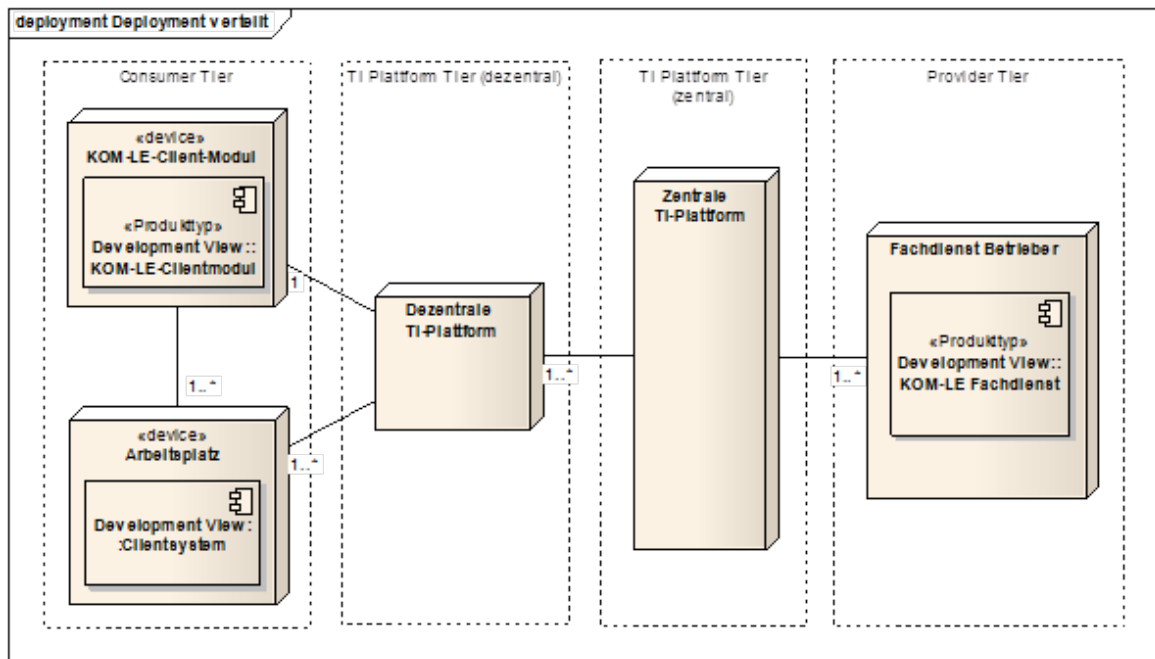 deployment Deployment verteilt
Consumer Tier
«device»
KOM-LE-Client-Modul
«Produkttyp»
Development View::
KOM-LE-Clientmodul
1
1..*
«device»
Arbeitsplatz
1..*
Development View:
:Clientsystem
TI Plattform Tier (dezentral)
Dezentrale
TI-Plattform
1..*
TI Plattform Tier
(zentral)
Zentrale
TI-Plattform
Provider Tier
Fachdienst Betrieber
«Produkttyp»
Development View::
KOM-LE Fachdienst
1..*